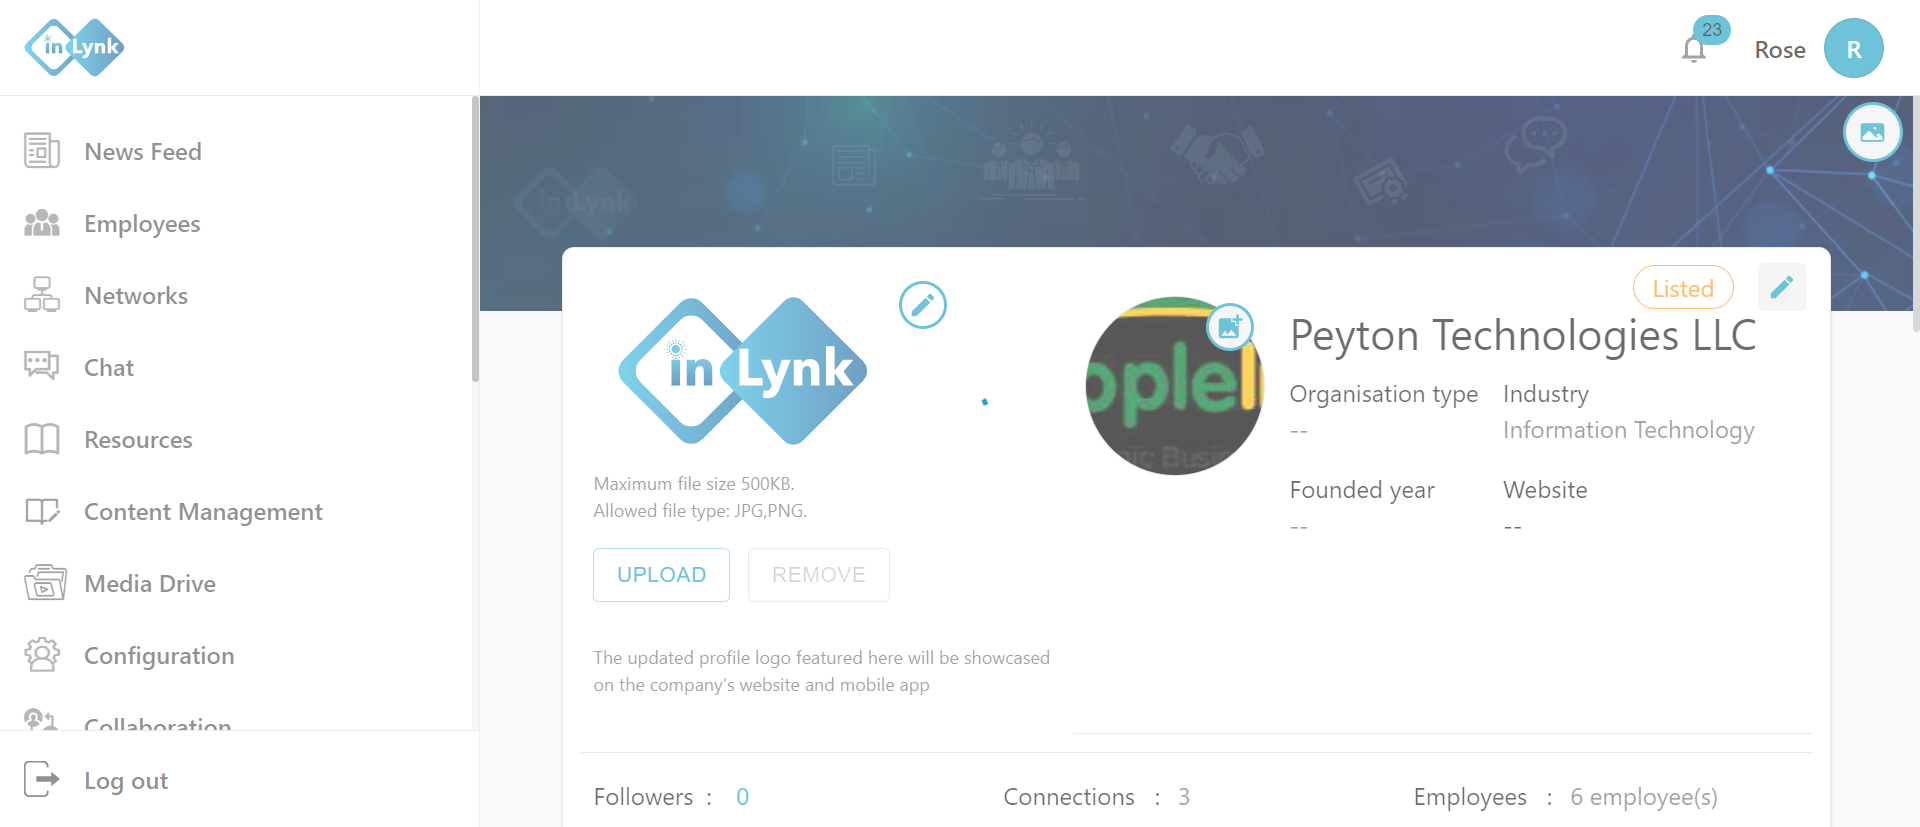 in Lynk
23
Rose
R
News Feed
Employees
Networks
Chat
Resources
Content Management
Media Drive
Configuration
Collaboration
Log out
in Lynk
Listed
in Lynk
Peyton Technologies LLC
Organisation type
--
Industry
Information Technology
Founded year
--
Website
--
Maximum file size 500KB.
Allowed file type: JPG,PNG.
UPLOAD
REMOVE
The updated profile logo featured here will be showcased
on the company's website and mobile app
Followers : 0
Connections : 3
Employees : 6 employee(s)